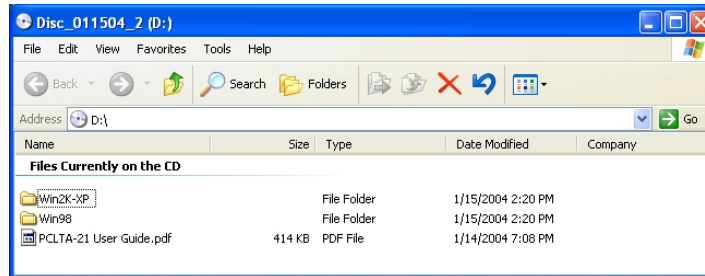 Disc_011504_2 (D:)
File Edit View Favorites Tools Help
Back Search Folders
Address D:\ Go
Name Size Type Date Modified Company
Files Currently on the CD
Win2K-XP File Folder 1/15/2004 2:20 PM
Win98 File Folder 1/15/2004 2:20 PM
PCLTA-21 User Guide.pdf 414 KB PDF File 1/14/2004 7:08 PM